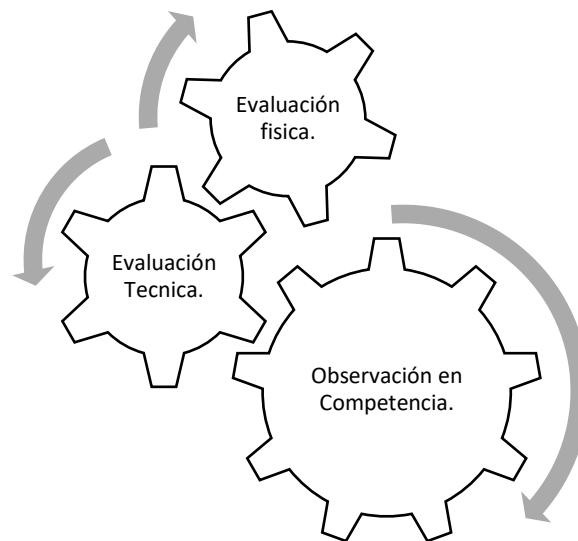 Evaluación
fisica.
Evaluación
Tecnica.
Observación en
Competencia.